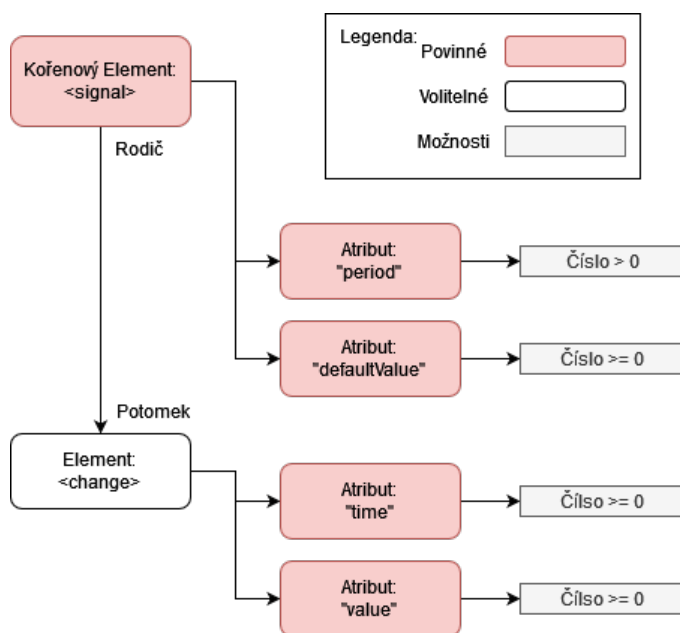 Kořenový Element:
<signal>
Legenda:
Povinné
Volitelné
Možnosti
Rodič
Atribut:
"period"
Číslo > 0
Atribut:
"defaultValue"
Číslo >= 0
Potomek
Element:
<change>
Atribut:
"time"
Čílso >= 0
Atribut:
"value"
Čílso >= 0